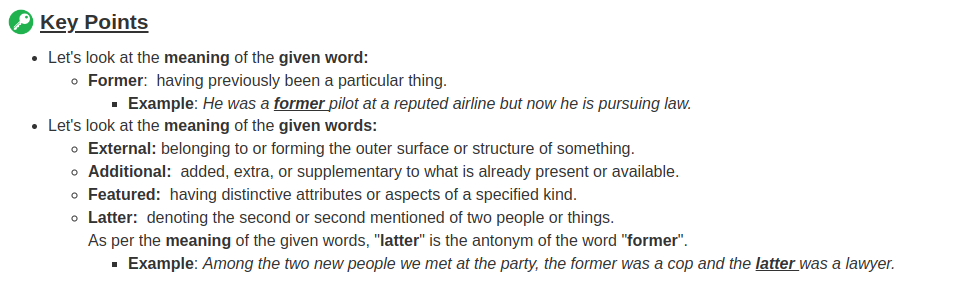 Key Points
Let's look at the meaning of the given word:
Former: having previously been a particular thing.
Example: He was a former pilot at a reputed airline but now he is pursuing law.
Let's look at the meaning of the given words:
External: belonging to or forming the outer surface or structure of something.
Additional: added, extra, or supplementary to what is already present or available.
Featured: having distinctive attributes or aspects of a specified kind.
Latter: denoting the second or second mentioned of two people or things.
As per the meaning of the given words, "latter" is the antonym of the word "former".
Example: Among the two new people we met at the party, the former was a cop and the latter was a lawyer.